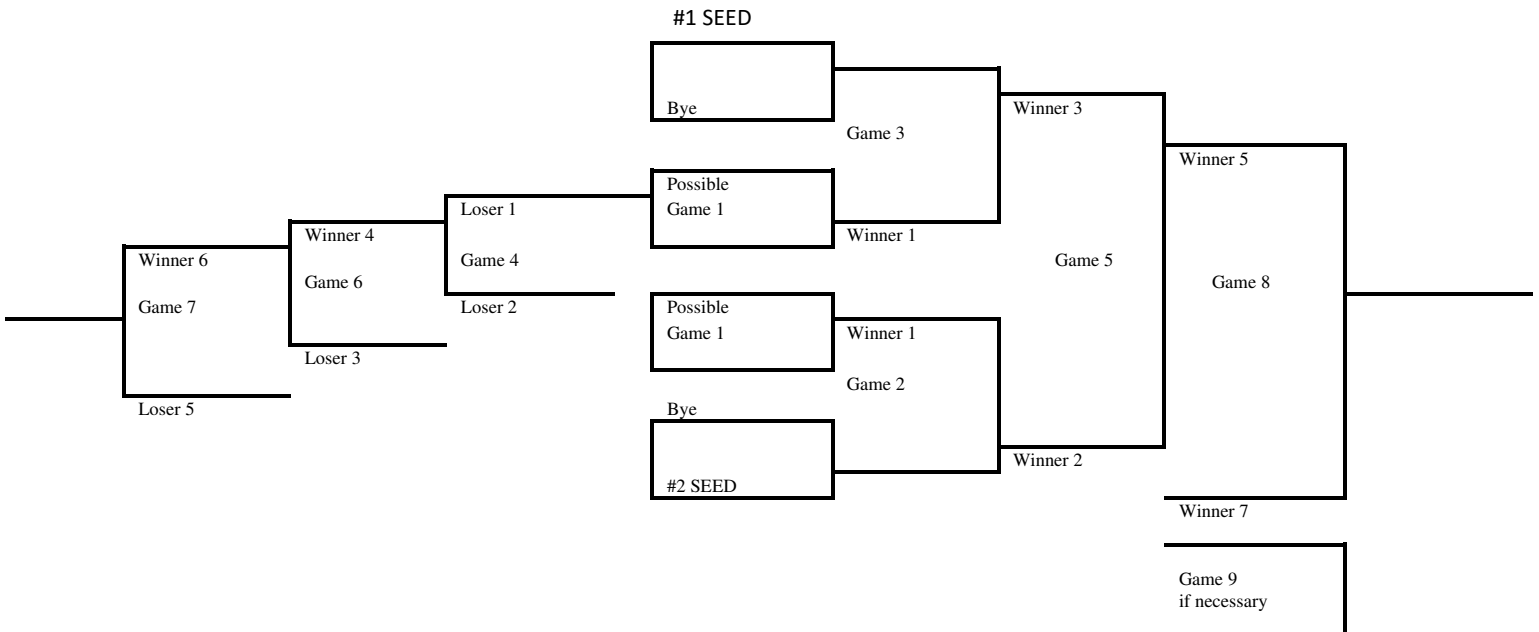 #1 SEED
Bye
Game 3
Winner 3
Winner 5
Possible
Game 1
Loser 1
Winner 4
Winner 1
Winner 6
Game 4
Game 5
Game 6
Game 8
Game 7
Loser 2
Possible
Game 1
Winner 1
Loser 3
Game 2
Loser 5
Bye
Winner 2
#2 SEED
Winner 7
Game 9
if necessary